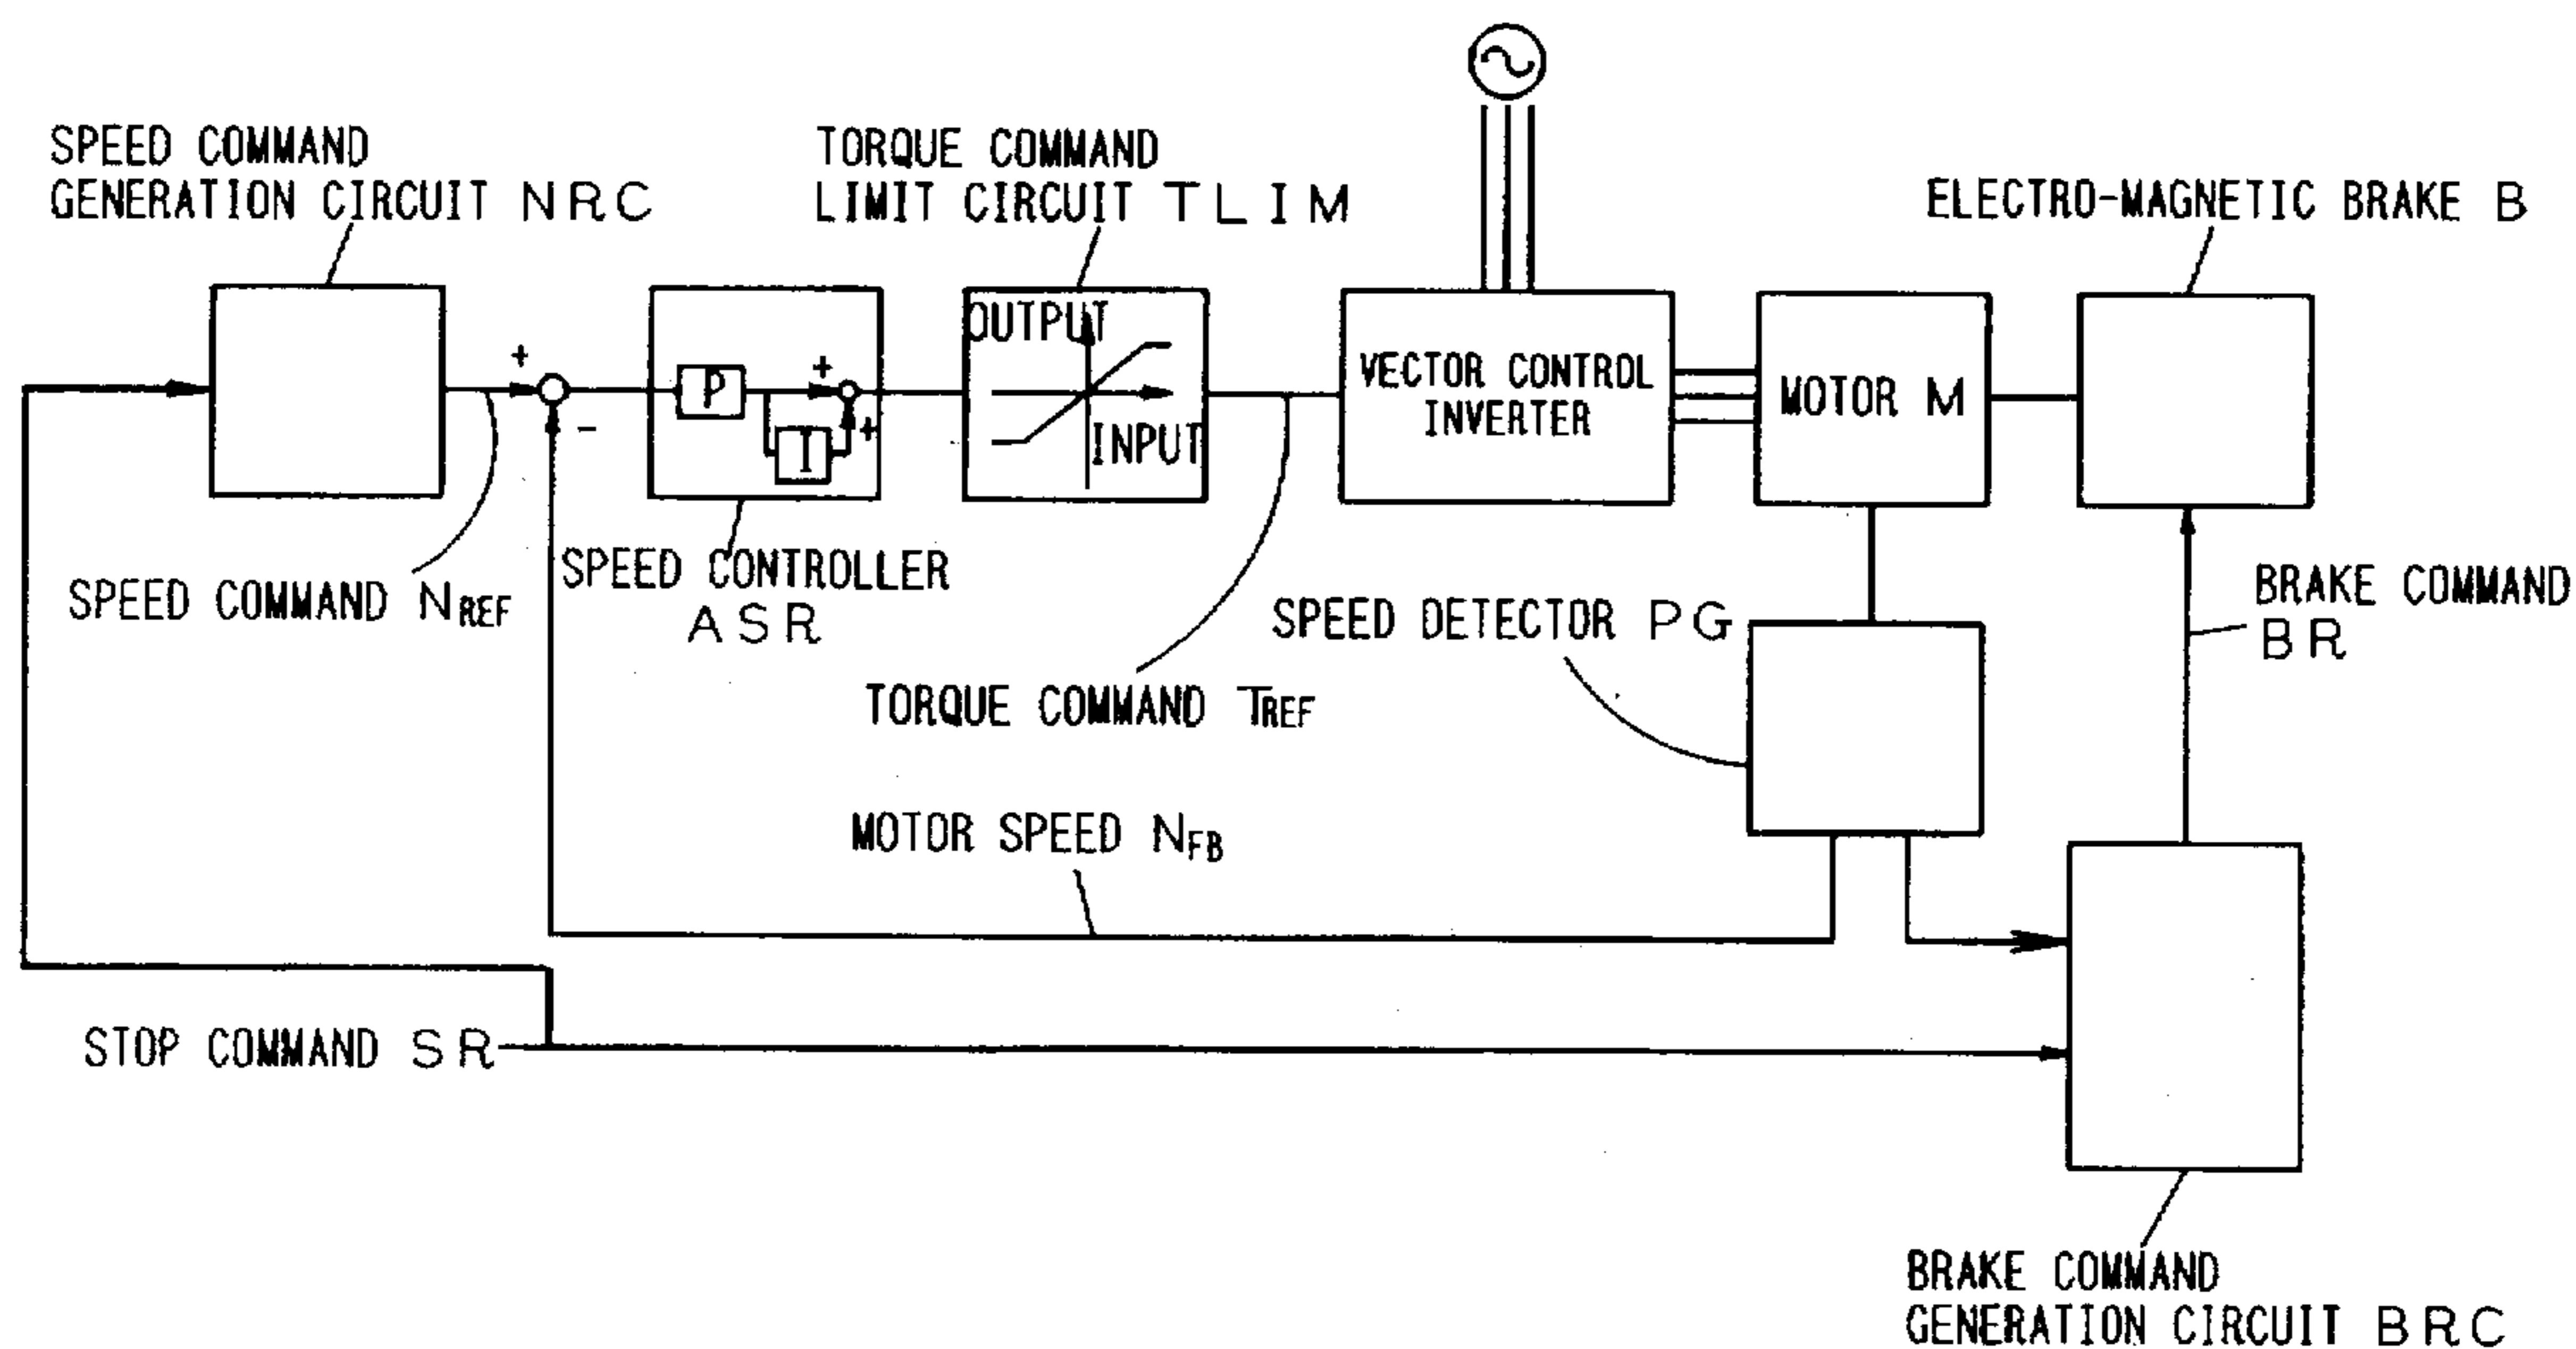 SPEED COMMAND
GENERATION CIRCUIT NRC
TORQUE COMMAND
LIMIT CIRCUIT TLIM
ELECTRO-MAGNETIC BRAKE B
OUTPUT
INPUT
+
-
P
+
I
+
VECTOR CONTROL
INVERTER
MOTOR M
SPEED CONTROLLER
ASR
SPEED COMMAND NREF
SPEED DETECTOR PG
BRAKE COMMAND
BR
TORQUE COMMAND TREF
MOTOR SPEED NFB
STOP COMMAND SR
BRAKE COMMAND
GENERATION CIRCUIT BRC